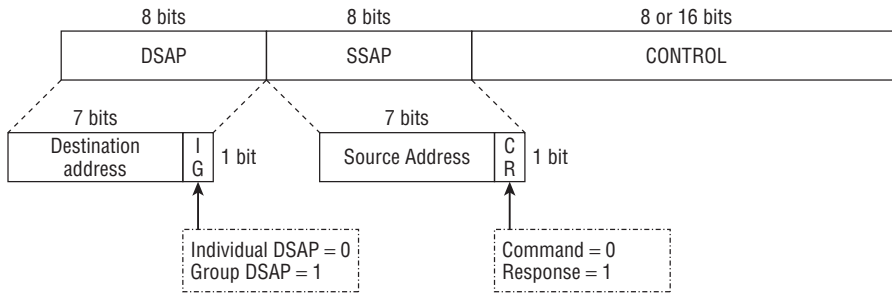 8 bits 8 bits 8 or 16 bits
DSAP SSAP CONTROL
7 bits 7 bits
Destination
address
I
G
1 bit
Source Address
C
R
1 bit
Individual DSAP = 0
Group DSAP = 1
Command = 0
Response = 1